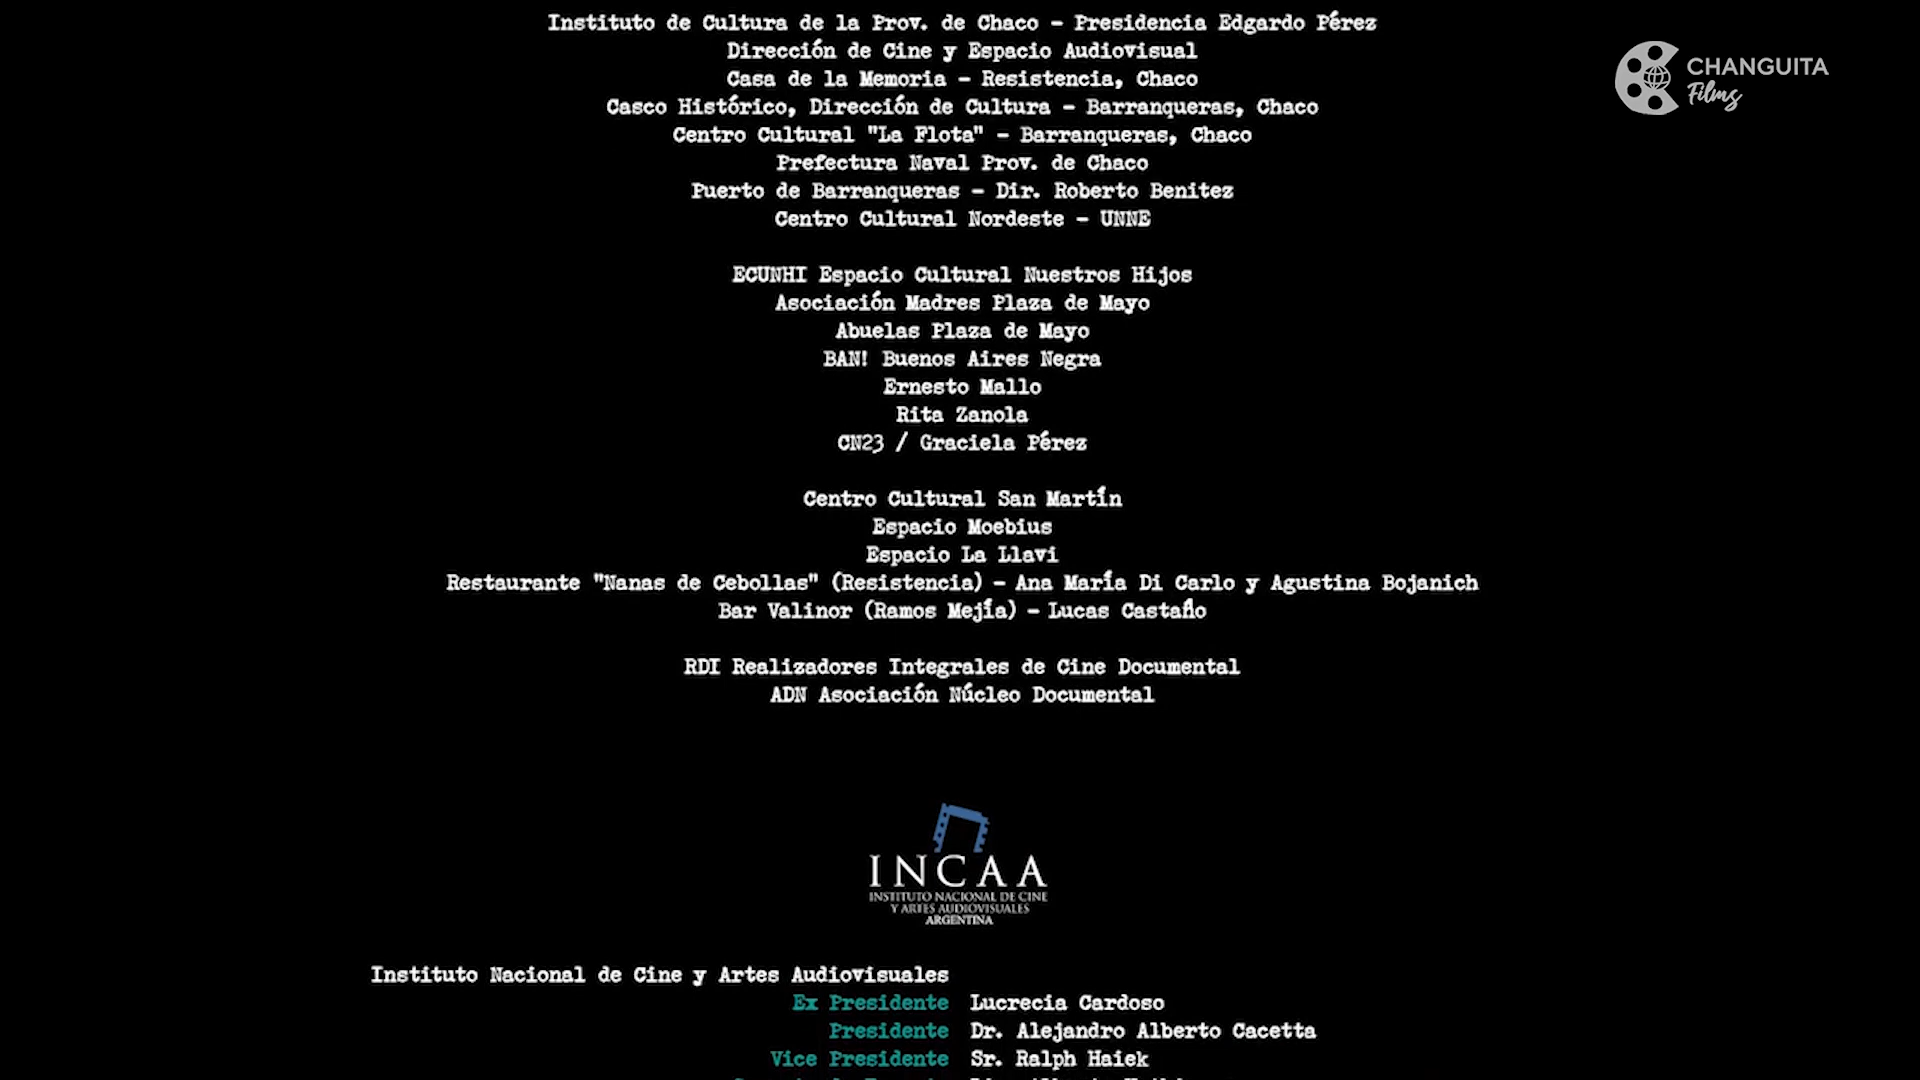 Instituto de Cultura de la Prov. de Chaco - Presidencia Edgardo Pérez
Dirección de Cine y Espacio Audiovisual
Casa de la Memoria - Resistencia, Chaco
Casco Histórico, Dirección de Cultura - Barranqueras, Chaco
Centro Cultural "La Flota" - Barranqueras, Chaco
Prefectura Naval Prov. de Chaco
Puerto de Barranqueras - Dir. Roberto Benitez
Centro Cultural Nordeste - UNNE
CHANGUITA
Films
ECUNHI Espacio Cultural Nuestros Hijos
Asociación Madres Plaza de Mayo
Abuelas Plaza de Mayo
BAN! Buenos Aires Negra
Ernesto Mallo
Rita Zanola
CN23 / Graciela Pérez
Centro Cultural San Martín
Espacio Moebius
Espacio La Llavi
Restaurante "Nanas de Cebollas" (Resistencia) - Ana María Di Carlo y Agustina Bojanich
Bar Valinor (Ramos Mejía) - Lucas Castaño
RDI Realizadores Integrales de Cine Documental
ADN Asociación Núcleo Documental
INCAA
INSTITUTO NACIONAL DE CINE
Y ARTES AUDIOVISUALES
ARGENTINA
Instituto Nacional de Cine y Artes Audiovisuales
Ex Presidente Lucrecia Cardoso
Presidente Dr. Alejandro Alberto Cacetta
Vice Presidente Sr. Ralph Haiek